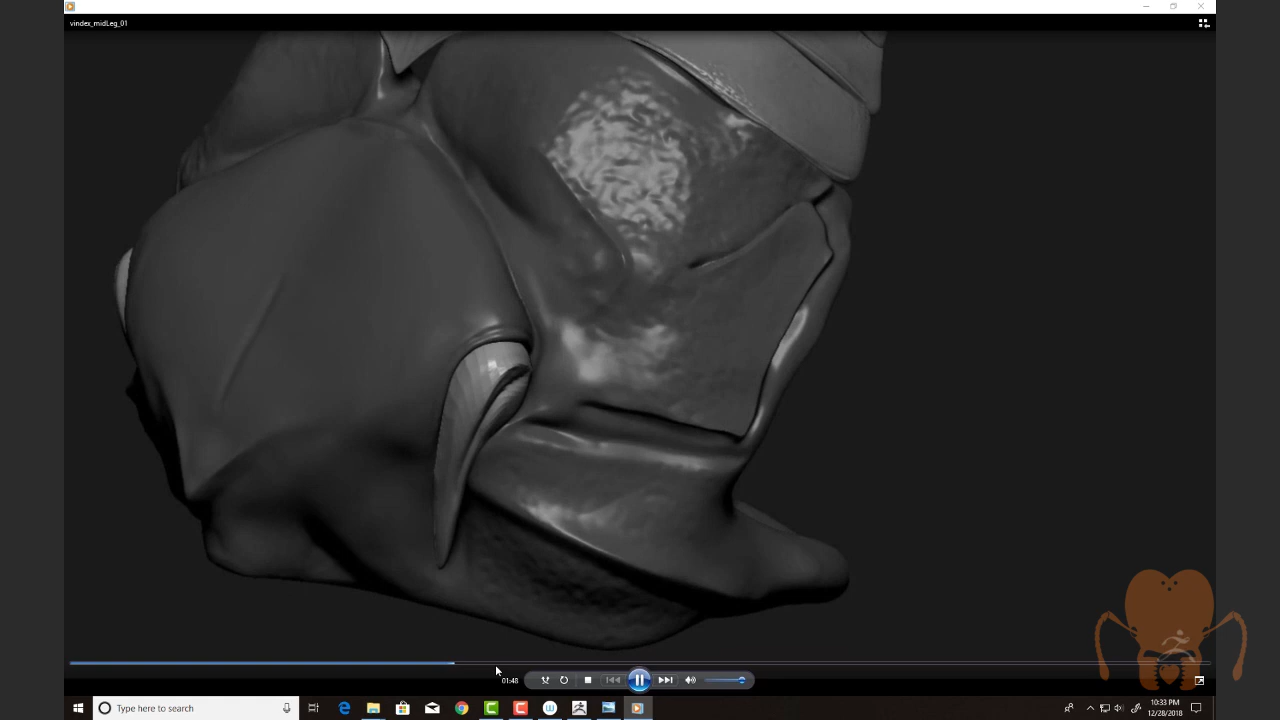 vindex_midLeg_01
01:48
Type here to search
10:33 PM
12/28/2018